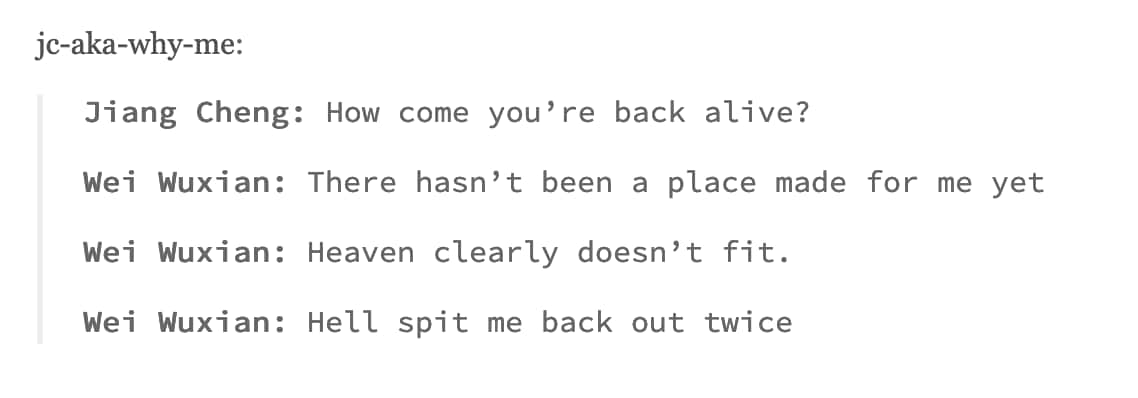 jc-aka-why-me:
Jiang Cheng: How come you’re back alive?
Wei Wuxian: There hasn’t been a place made for me yet
Wei Wuxian: Heaven clearly doesn’t fit.
Wei Wuxian: Hell spit me back out twice